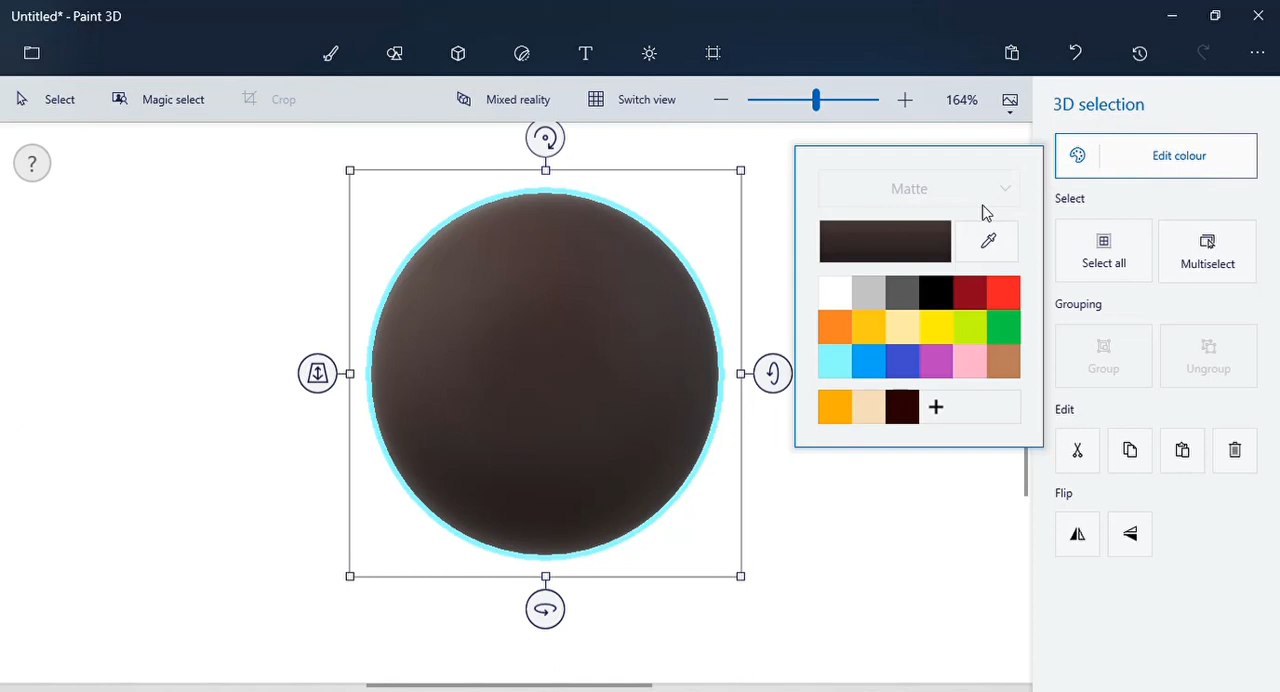 Untitled* - Paint 3D
Select
Magic select
Crop
Mixed reality
Switch view
164%
3D selection
?
Edit colour
Matte
Select
Select all
Multiselect
Grouping
Group
Ungroup
Edit
Flip